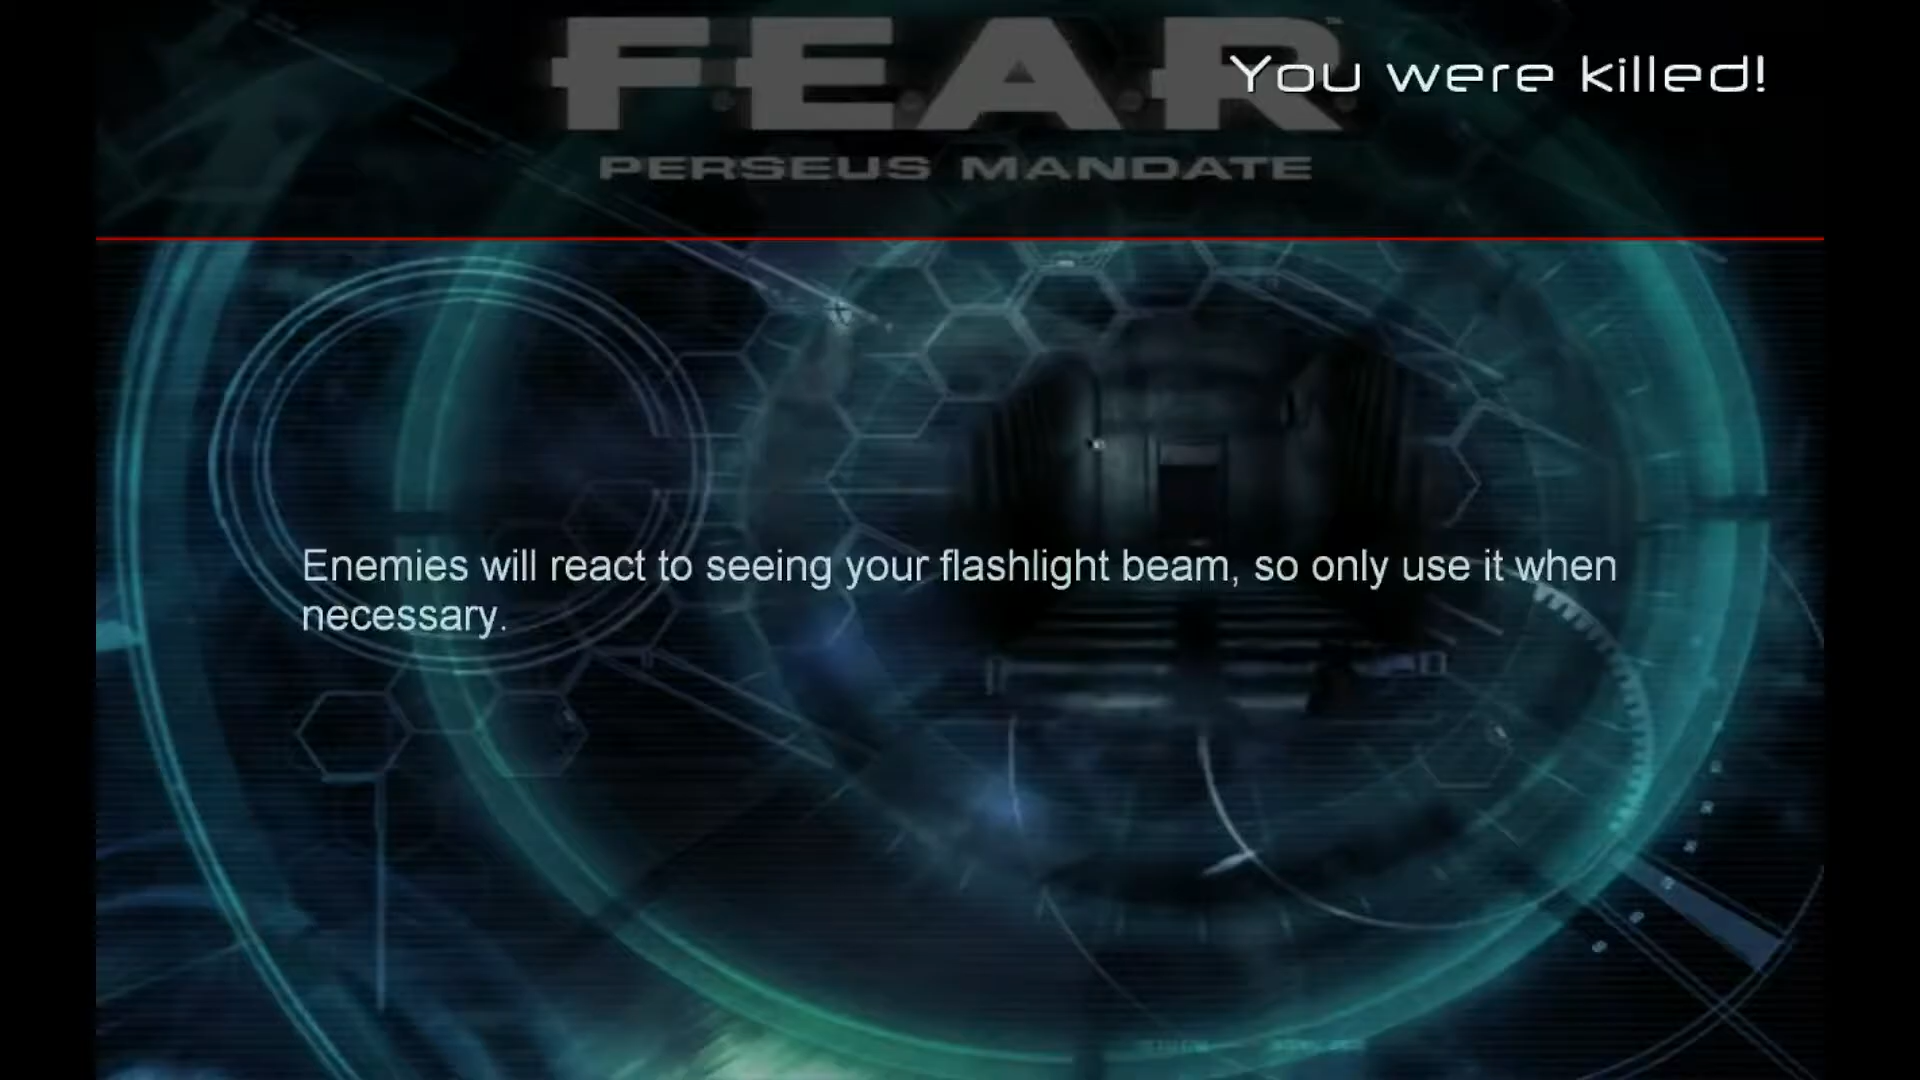 F.E.A.R.™
You were killed!
PERSEUS MANDATE
Enemies will react to seeing your flashlight beam, so only use it when
necessary.